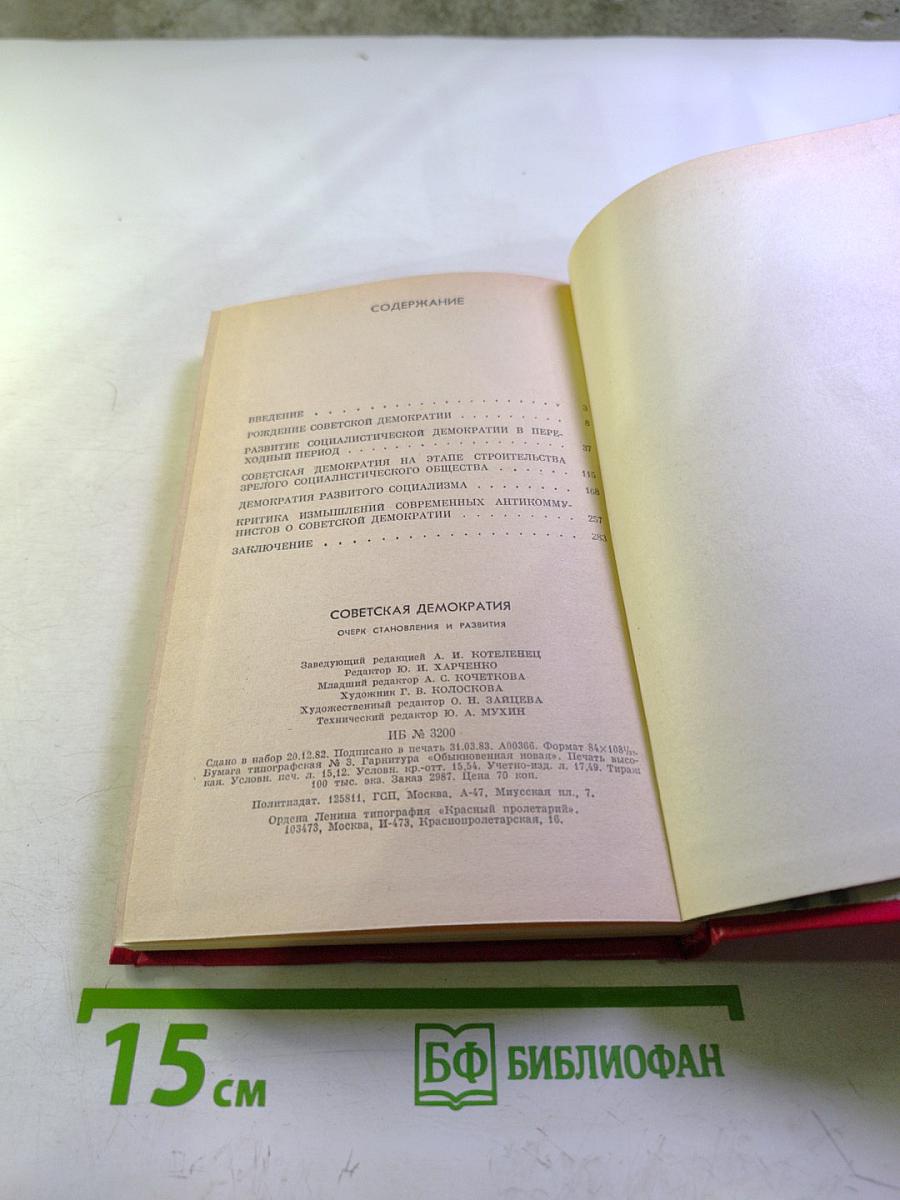 СОДЕРЖАНИЕ
ВВЕДЕНИЕ . . . . . . . . . . . . . . . . . . 3
РОЖДЕНИЕ СОВЕТСКОЙ ДЕМОКРАТИИ . . . . . . . . 8
РАЗВИТИЕ СОЦИАЛИСТИЧЕСКОЙ ДЕМОКРАТИИ В ПЕРЕ-
ХОДНЫЙ ПЕРИОД . . . . . . . . . . . . . . . . 37
СОВЕТСКАЯ ДЕМОКРАТИЯ НА ЭТАПЕ СТРОИТЕЛЬСТВА
ЗРЕЛОГО СОЦИАЛИСТИЧЕСКОГО ОБЩЕСТВА . . . . . . 115
ДЕМОКРАТИЯ РАЗВИТОГО СОЦИАЛИЗМА . . . . . . . 168
КРИТИКА ИЗМЫШЛЕНИЙ СОВРЕМЕННЫХ АНТИКОММУ-
НИСТОВ О СОВЕТСКОЙ ДЕМОКРАТИИ . . . . . . . . . 257
ЗАКЛЮЧЕНИЕ . . . . . . . . . . . . . . . . . . 283
СОВЕТСКАЯ ДЕМОКРАТИЯ
ОЧЕРК СТАНОВЛЕНИЯ И РАЗВИТИЯ
Заведующий редакцией А. И. КОТЕЛЕНЕЦ
Редактор Ю. И. ХАРЧЕНКО
Младший редактор А. С. КОЧЕТКОВА
Художник Г. В. КОЛОСКОВА
Художественный редактор О. Н. ЗАЙЦЕВА
Технический редактор Ю. А. МУХИН
ИБ № 3200
Сдано в набор 20.12.82. Подписано в печать 31.03.83. А00366. Формат 84×108¹/₃₂.
Бумага типографская № 3. Гарнитура «Обыкновенная новая». Печать высо-
кая. Условн. печ. л. 15,12. Условн. кр.-отт. 15,54. Учетно-изд. л. 17,49. Тираж
100 тыс. экз. Заказ 2987. Цена 70 коп.
Политиздат. 125811, ГСП, Москва, А-47, Миусская пл., 7.
Ордена Ленина типография «Красный пролетарий».
103473, Москва, И-473, Краснопролетарская, 16.
15 см
БФ БИБЛИОФАН